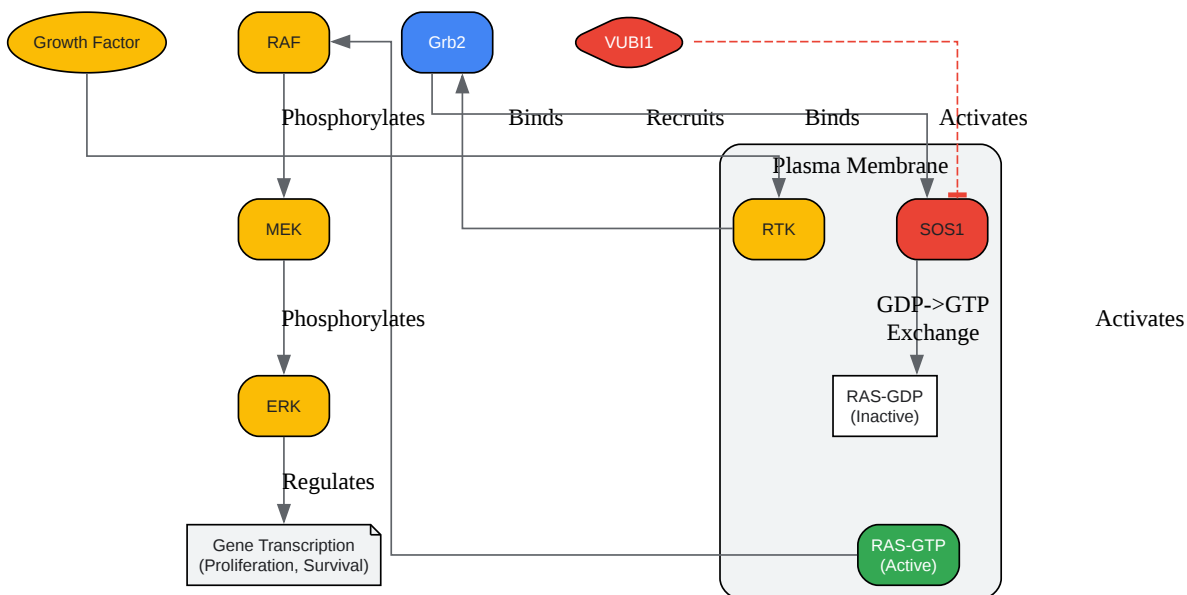 Growth Factor
RAF
Grb2
VUBI1
Phosphorylates
Binds
Recruits
Binds
Activates
Plasma Membrane
MEK
RTK
SOS1
Phosphorylates
GDP->GTP
Exchange
Activates
ERK
RAS-GDP
(Inactive)
Regulates
Gene Transcription
(Proliferation, Survival)
RAS-GTP
(Active)